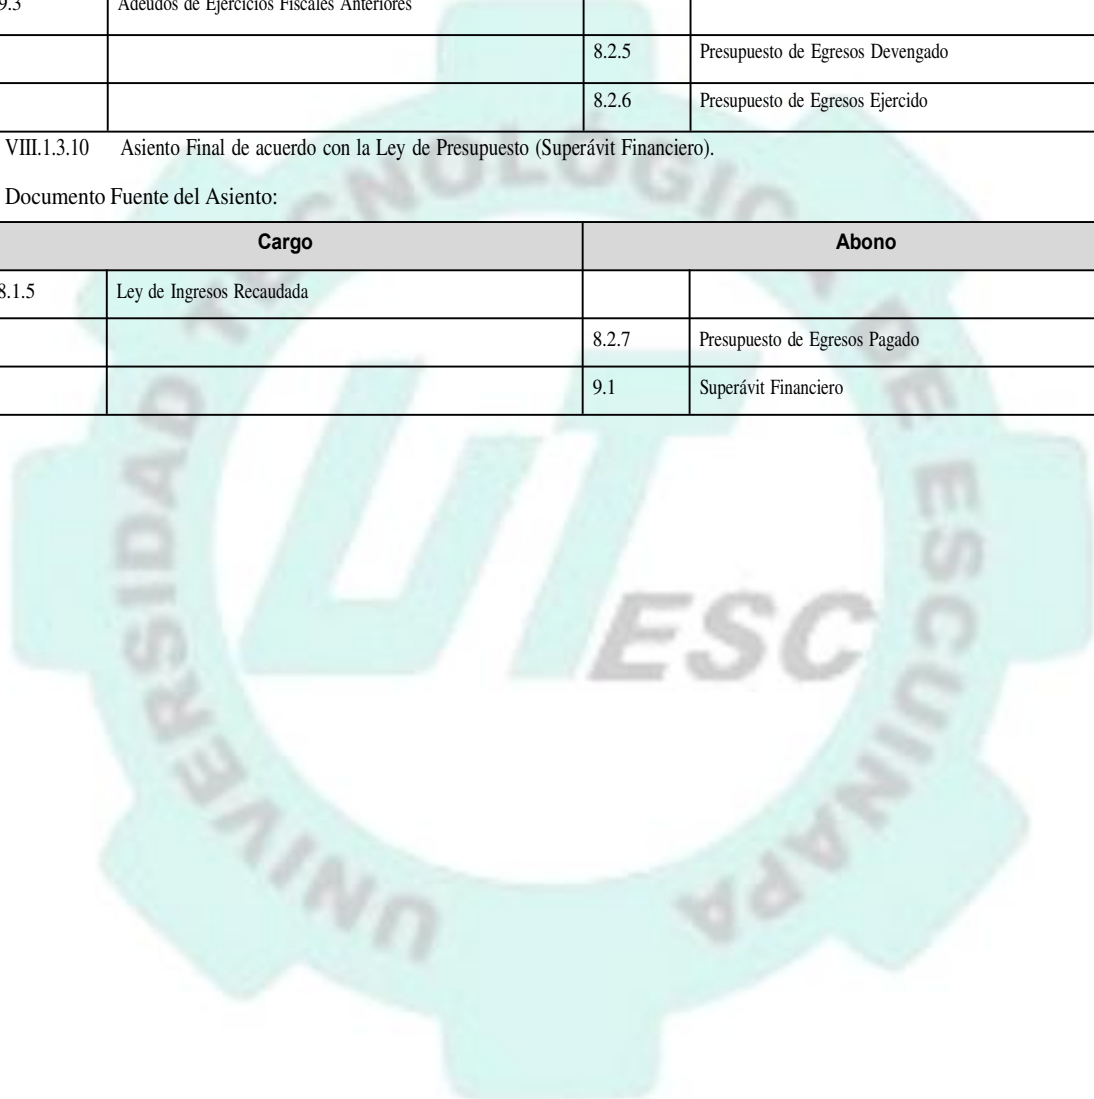 9.3 Adeudos de Ejercicios Fiscales Anteriores
8.2.5 Presupuesto de Egresos Devengado
8.2.6 Presupuesto de Egresos Ejercido
VIII.1.3.10 Asiento Final de acuerdo con la Ley de Presupuesto (Superávit Financiero).
Documento Fuente del Asiento:
Cargo Abono
8.1.5 Ley de Ingresos Recaudada
8.2.7 Presupuesto de Egresos Pagado
9.1 Superávit Financiero
UNIVERSIDAD TECNOLÓGICA DE ESCUINAPA
UT
ESC